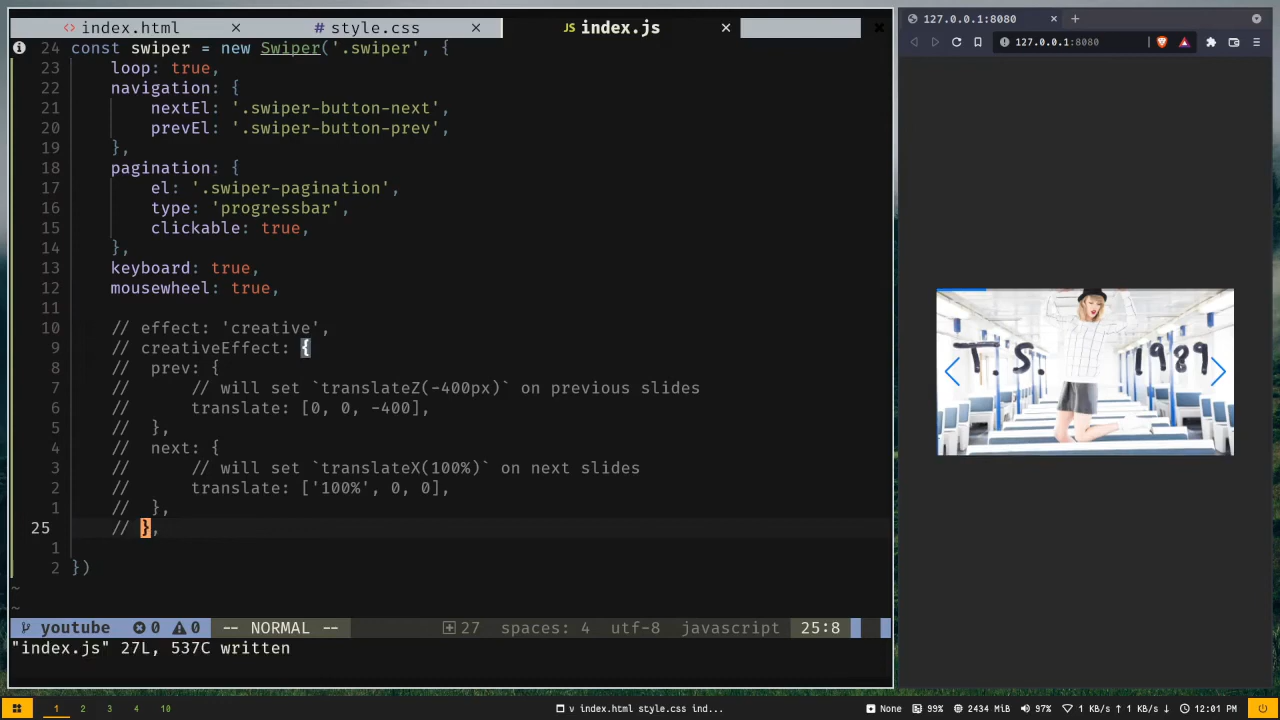 index.html
style.css
JS index.js
127.0.0.1:8080
24 const swiper = new Swiper('.swiper', {
127.0.0.1:8080
23 loop: true,
22 navigation: {
21 nextEl: '.swiper-button-next',
20 prevEl: '.swiper-button-prev',
19 },
18 pagination: {
17 el: '.swiper-pagination',
16 type: 'progressbar',
15 clickable: true,
14 },
13 keyboard: true,
12 mousewheel: true,
11
10 // effect: 'creative',
9 // creativeEffect: {
8 // prev: {
7 // // will set `translateZ(-400px)` on previous slides
6 // translate: [0, 0, -400],
5 // },
4 // next: {
3 // // will set `translateX(100%)` on next slides
2 // translate: ['100%', 0, 0],
1 // },
25 // },
1
2 })
~
~
T.S. 1989
youtube 0 0 -- NORMAL -- 27 spaces: 4 utf-8 javascript 25:8
"index.js" 27L, 537C written
1 2 3 4 10
v index.html style.css ind...
None 99% 2434 MiB 97% 1 KB/s ↑ 1 KB/s ↓ 12:01 PM